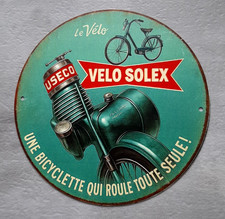 Le Vélo
VELO SOLEX
USECO
UNE BICYCLETTE QUI ROULE TOUTE SEULE !